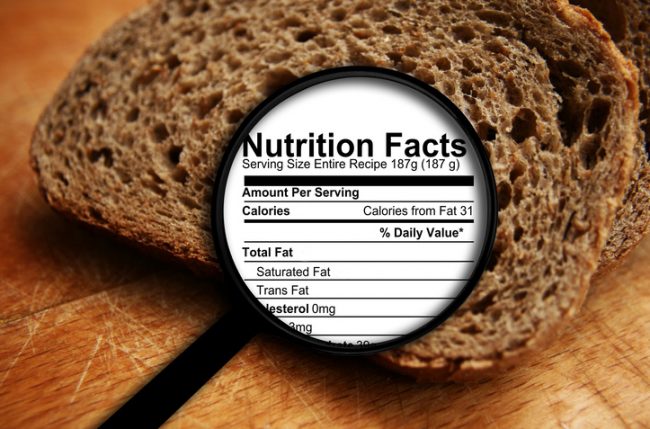 Nutrition Facts
Serving Size Entire Recipe 187g (187 g)
Amount Per Serving
Calories Calories from Fat 31
% Daily Value*
Total Fat
Saturated Fat
Trans Fat
lesterol 0mg
3mg